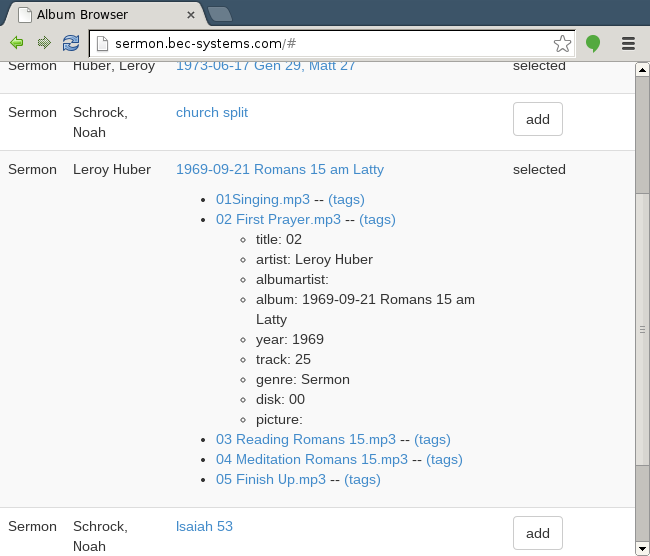 Album Browser
sermon.bec-systems.com/#
Sermon Huber, Leroy 1973-06-17 Gen 29, Matt 27 selected
Sermon Schrock, Noah church split add
Sermon Leroy Huber 1969-09-21 Romans 15 am Latty selected
01Singing.mp3 -- (tags)
02 First Prayer.mp3 -- (tags)
title: 02
artist: Leroy Huber
albumartist:
album: 1969-09-21 Romans 15 am
Latty
year: 1969
track: 25
genre: Sermon
disk: 00
picture:
03 Reading Romans 15.mp3 -- (tags)
04 Meditation Romans 15.mp3 -- (tags)
05 Finish Up.mp3 -- (tags)
Sermon Schrock, Noah Isaiah 53 add